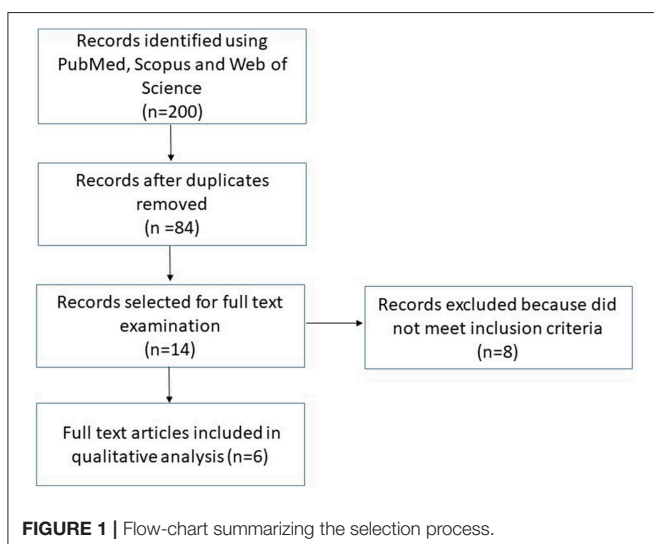 Records identified using
PubMed, Scopus and Web of
Science
(n=200)
Records after duplicates
removed
(n =84)
Records selected for full text
examination
(n=14)
Records excluded because did
not meet inclusion criteria
(n=8)
Full text articles included in
qualitative analysis (n=6)
FIGURE 1 | Flow-chart summarizing the selection process.